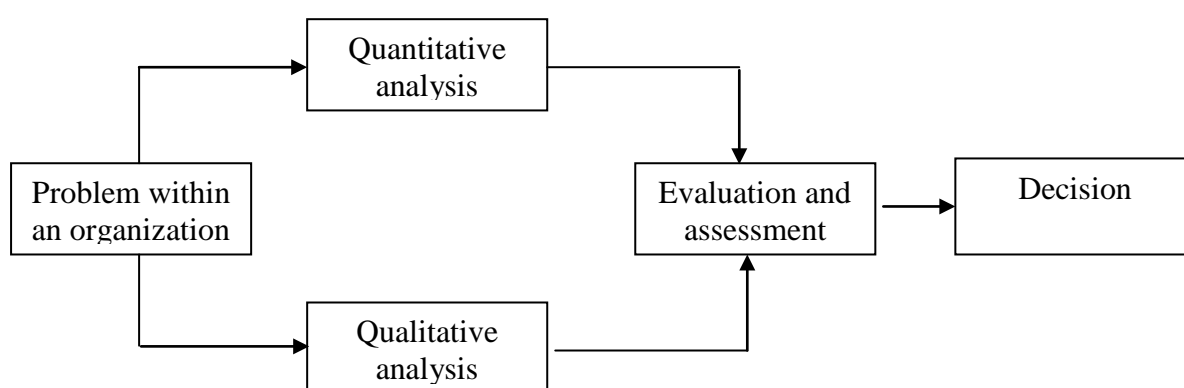 Quantitative
analysis
Problem within
an organization
Evaluation and
assessment
Decision
Qualitative
analysis